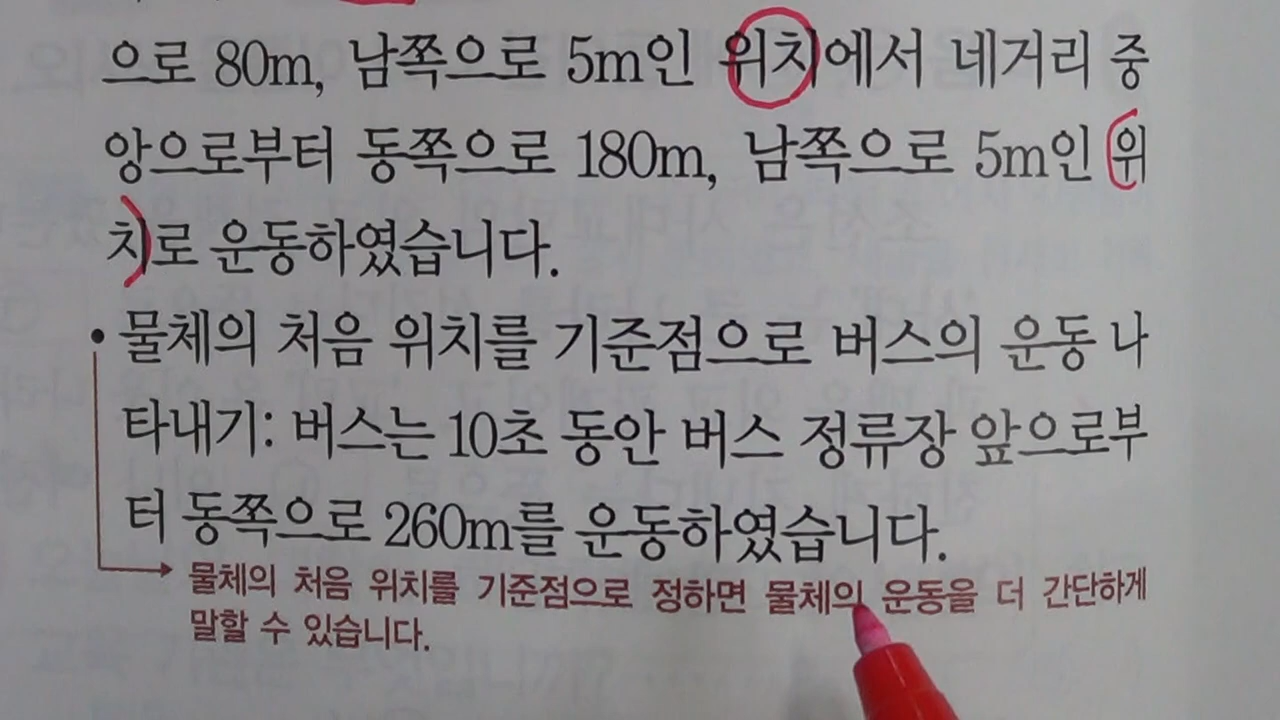 으로 80m, 남쪽으로 5m인 위치에서 네거리 중
앙으로부터 동쪽으로 180m, 남쪽으로 5m인 위
치로 운동하였습니다.
• 물체의 처음 위치를 기준점으로 버스의 운동 나
타내기: 버스는 10초 동안 버스 정류장 앞으로부
터 동쪽으로 260m를 운동하였습니다.
물체의 처음 위치를 기준점으로 정하면 물체의 운동을 더 간단하게
말할 수 있습니다.